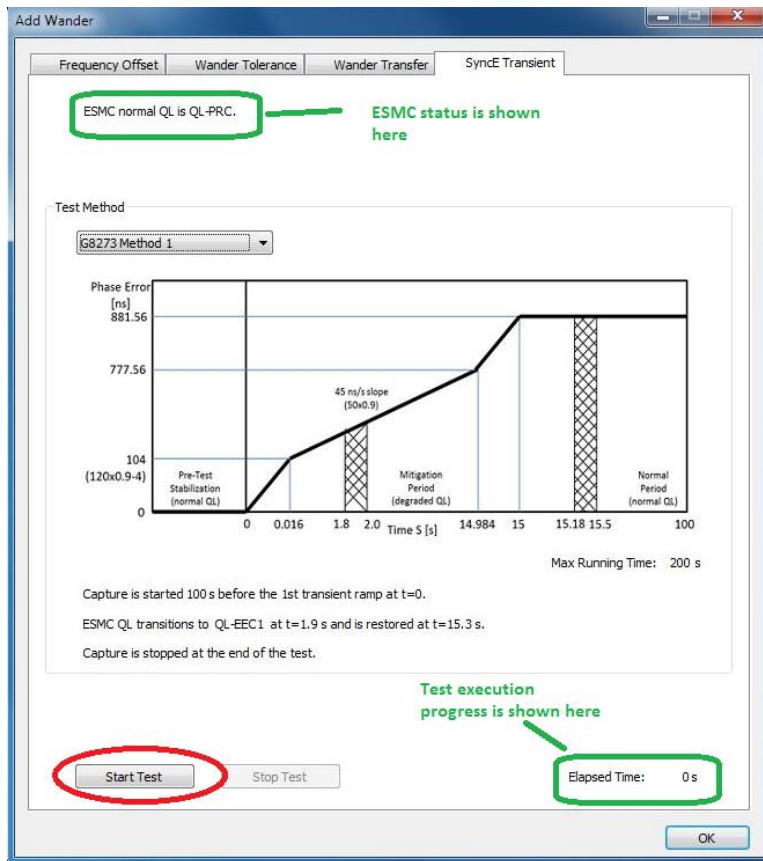 Add Wander
Frequency Offset
Wander Tolerance
Wander Transfer
SyncE Transient
ESMC normal QL is QL-PRC.
ESMC status is shown
here
Test Method
G8273 Method 1
Phase Error
[ns]
881.56
777.56
45 ns/s slope
(50x0.9)
104
(120x0.9-4)
Pre-Test
Stabilization
(normal QL)
Mitigation
Period
(degraded QL)
Normal
Period
(normal QL)
0
0 0.016 1.8 2.0 Time S [s] 14.984 15 15.18 15.5 100
Max Running Time: 200 s
Capture is started 100 s before the 1st transient ramp at t=0.
ESMC QL transitions to QL-EEC1 at t=1.9 s and is restored at t=15.3 s.
Capture is stopped at the end of the test.
Test execution
progress is shown here
Start Test
Stop Test
Elapsed Time: 0 s
OK